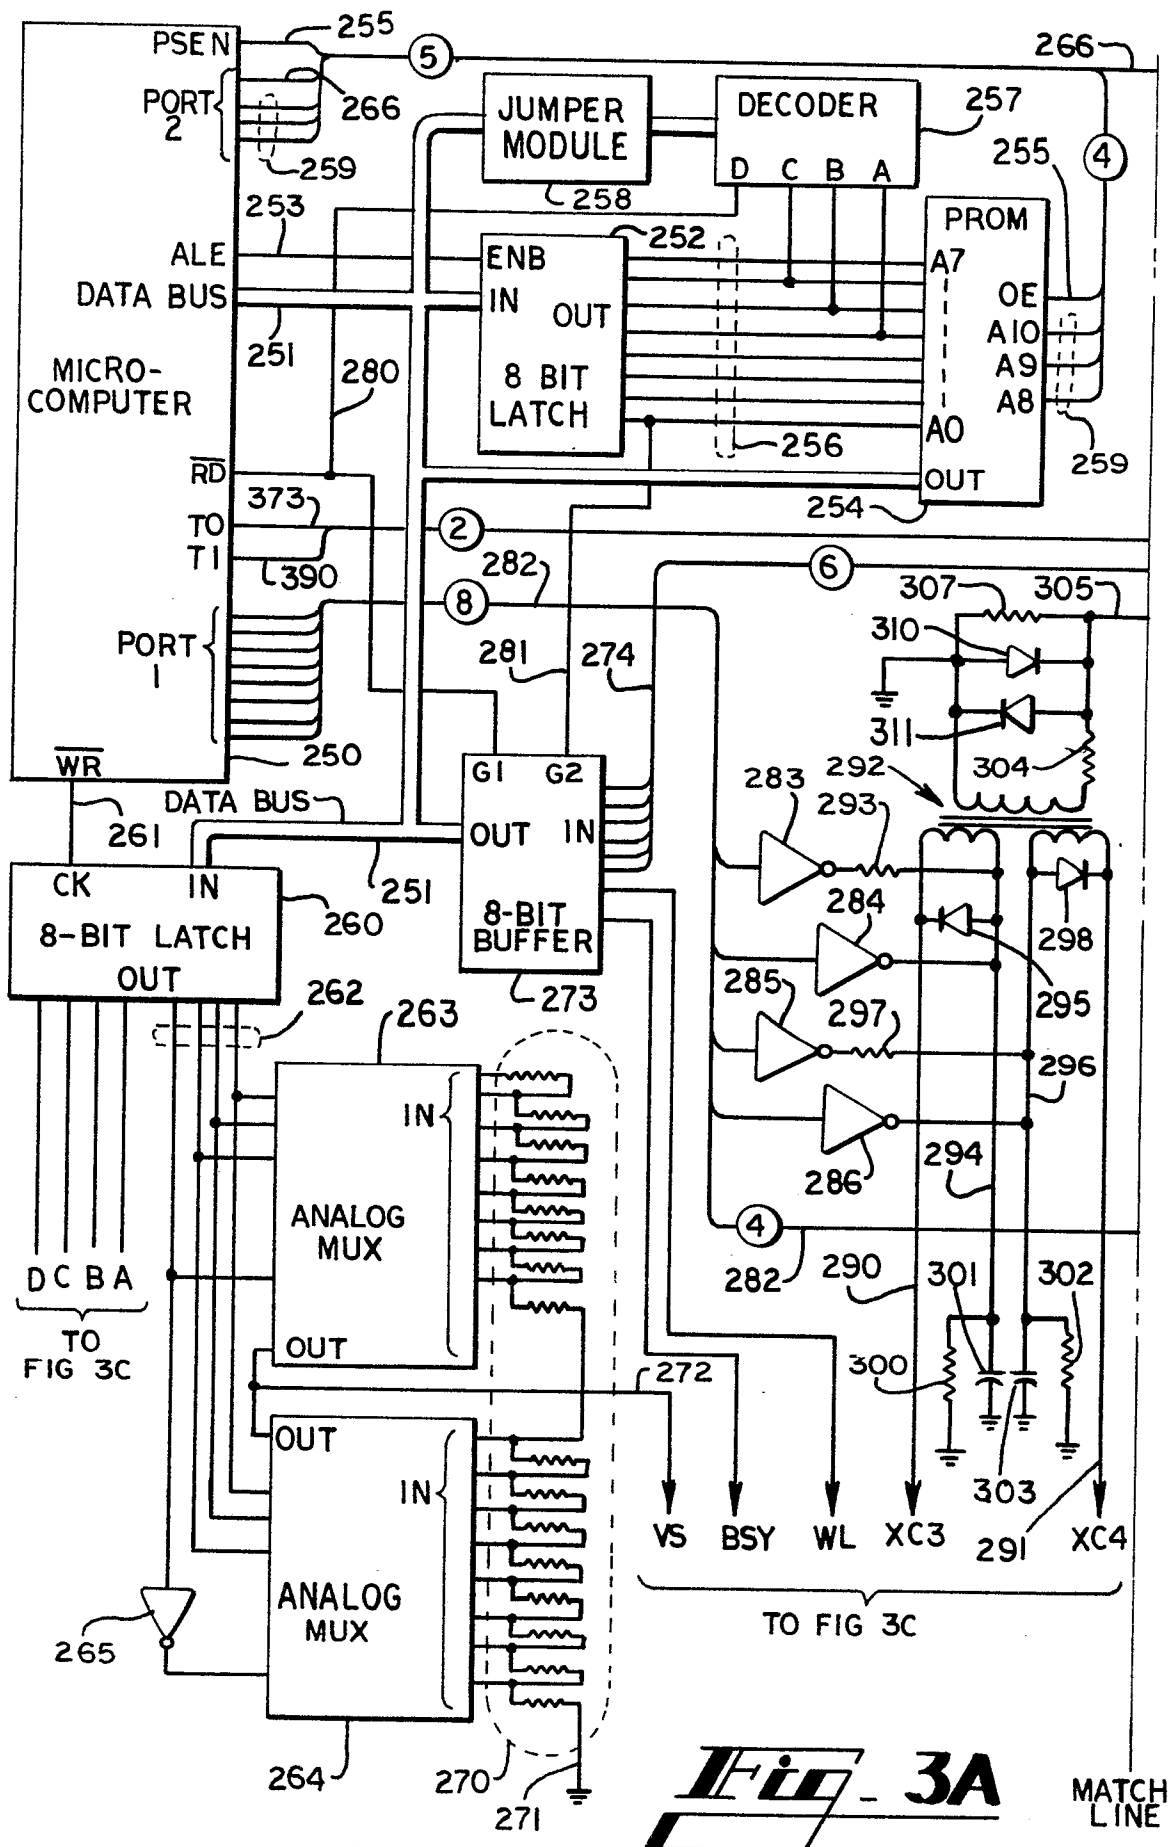 PSEN
255
5
266
PORT
2
266
259
JUMPER
MODULE
258
DECODER
D C B A
257
255
4
PROM
A7
OE
A10
A9
A8
A0
OUT
254
259
253
ALE
DATA BUS
251
252
ENB
IN
OUT
8 BIT
LATCH
256
MICRO-
COMPUTER
280
RD
373
T0
T1
390
2
282
8
6
PORT
1
281
274
307
305
310
311
304
292
WR
250
261
DATA BUS
251
G1 G2
OUT
IN
8-BIT
BUFFER
273
283
293
284
285
297
286
298
295
296
294
CK IN
8-BIT LATCH
OUT
260
262
263
IN
ANALOG
MUX
OUT
D C B A
TO
FIG 3C
4
282
290
301
302
300
303
272
OUT
IN
ANALOG
MUX
265
264
270
271
VS
BSY
WL
XC3
291
XC4
TO FIG 3C
Fig_3A
MATCH
LINE